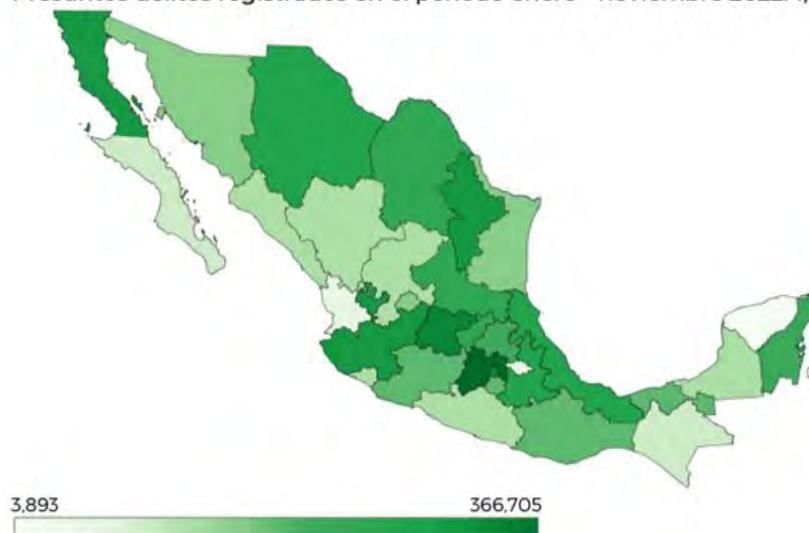 Presuntos delitos registrados en el periodo enero - noviembre 2022:
3,893
366,705